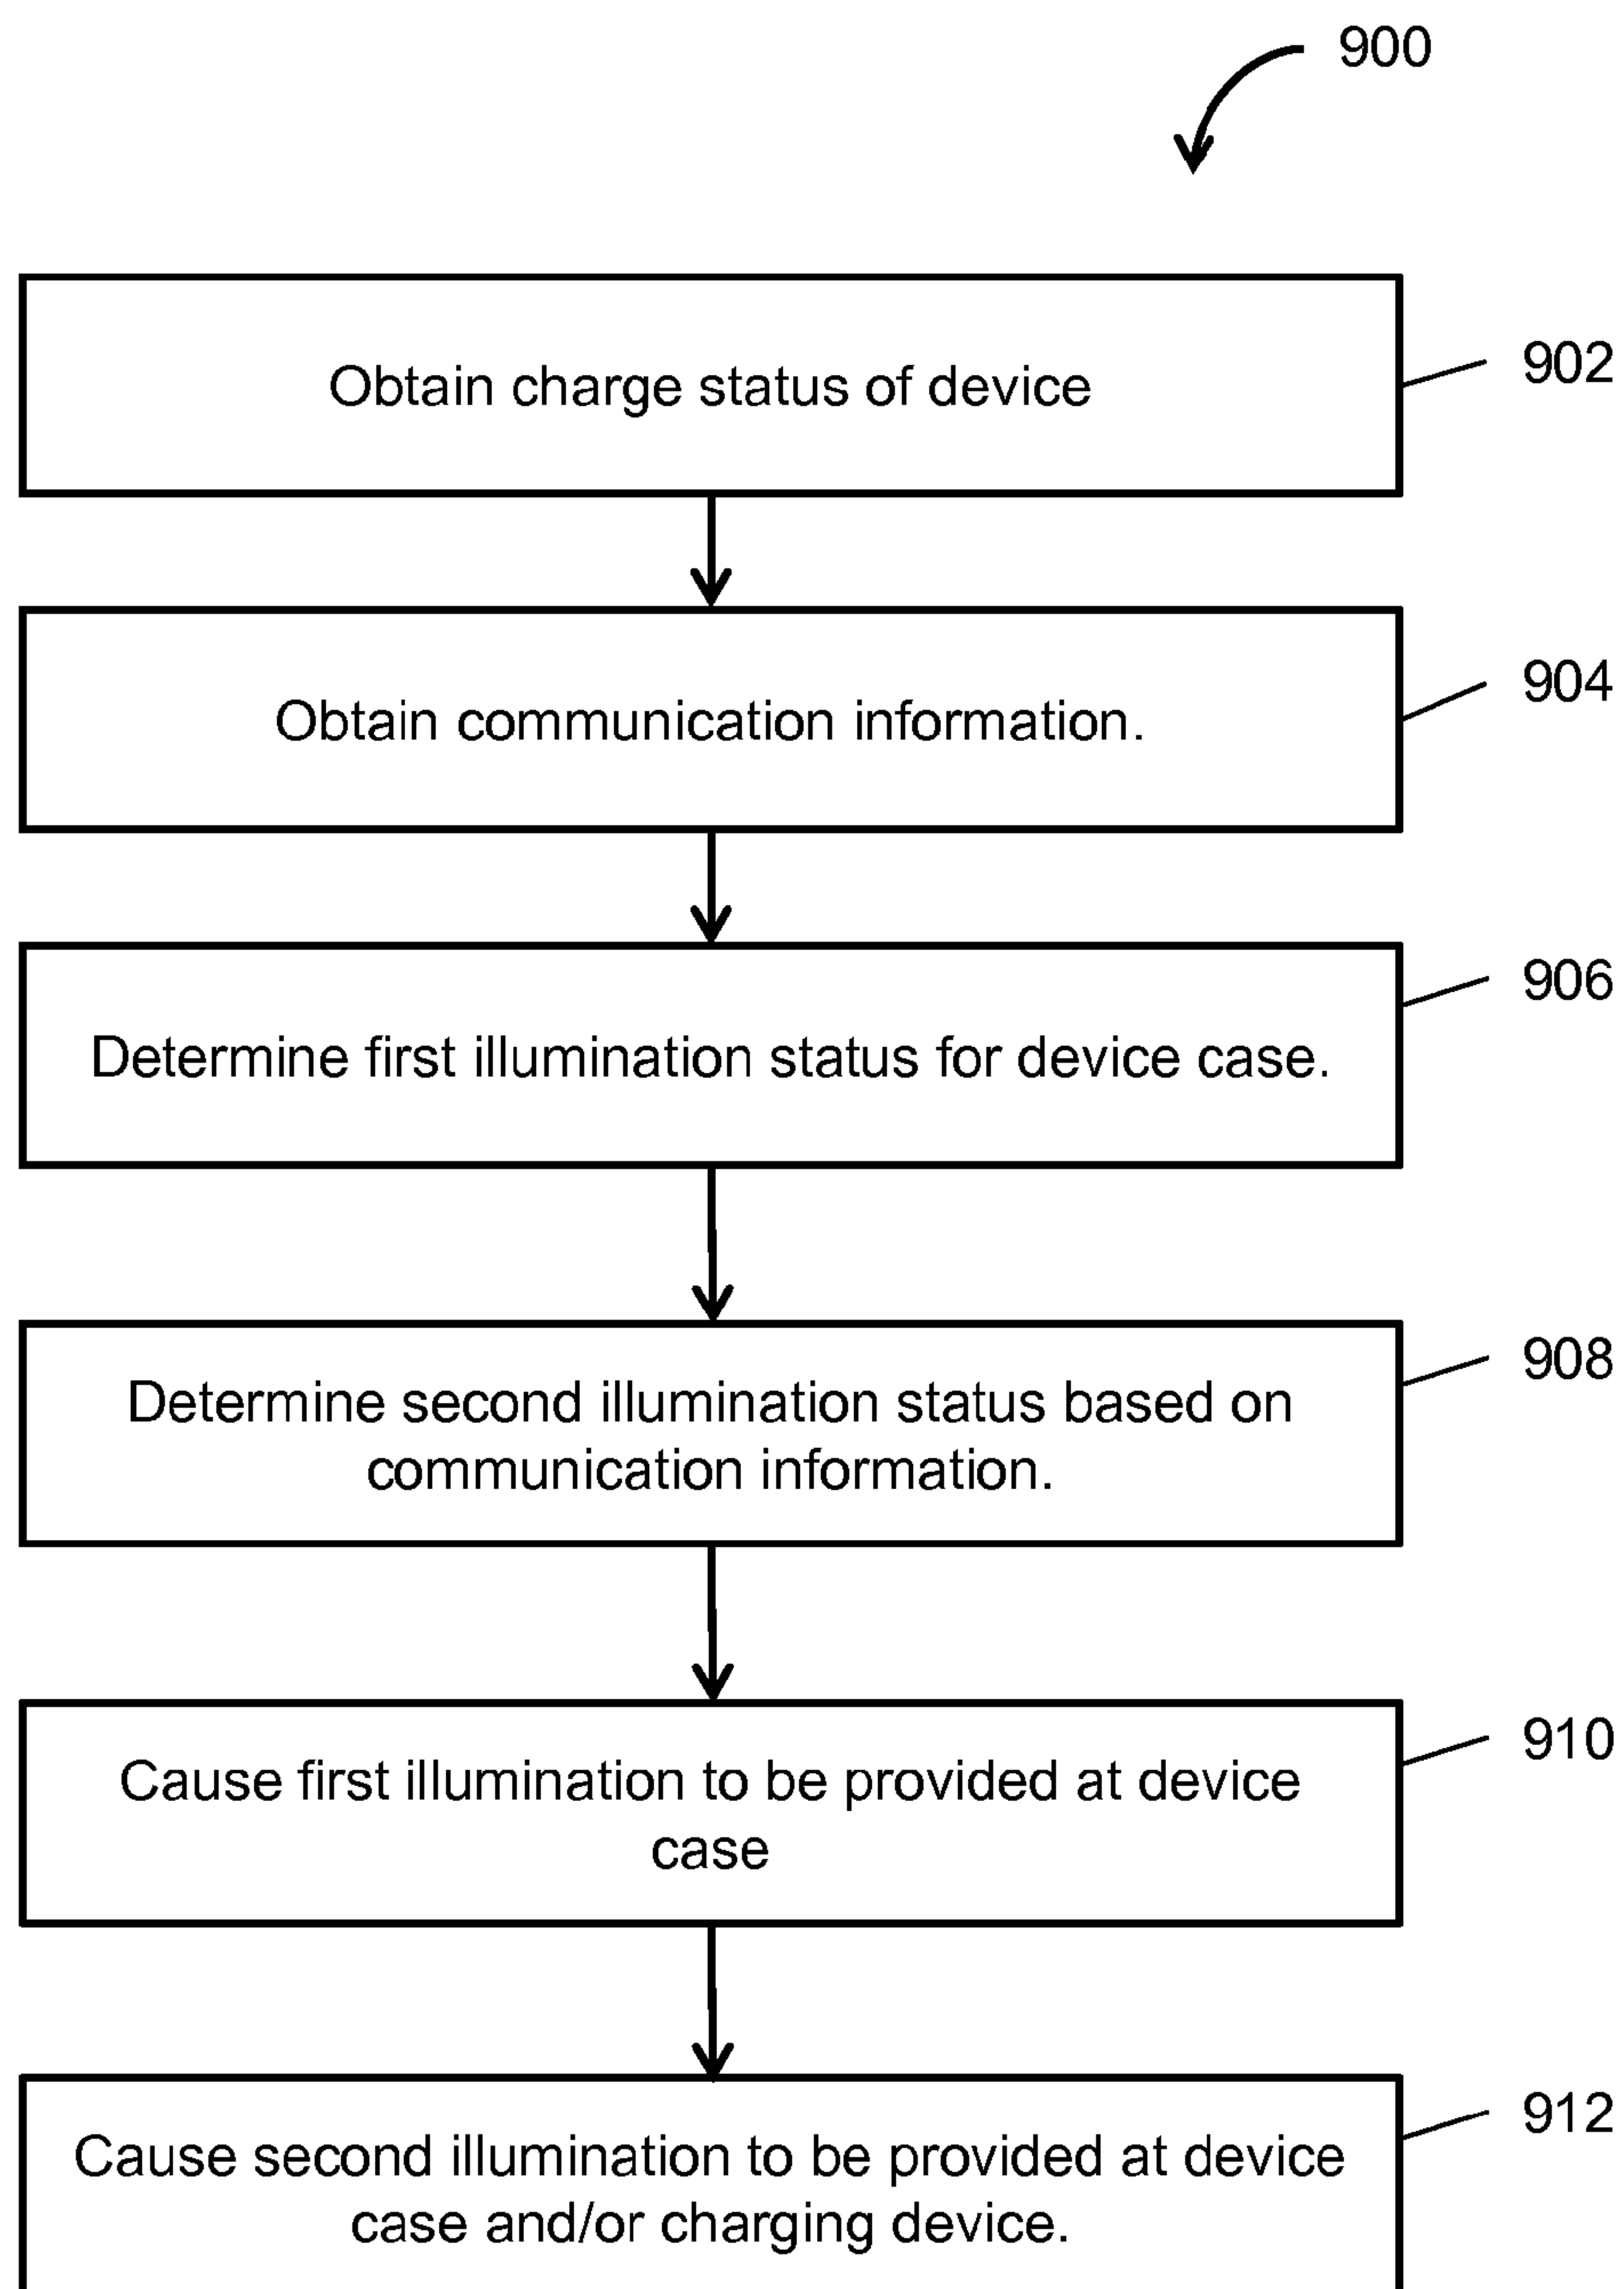 900
Obtain charge status of device
902
Obtain communication information.
904
Determine first illumination status for device case.
906
Determine second illumination status based on
communication information.
908
Cause first illumination to be provided at device
case
910
Cause second illumination to be provided at device
case and/or charging device.
912